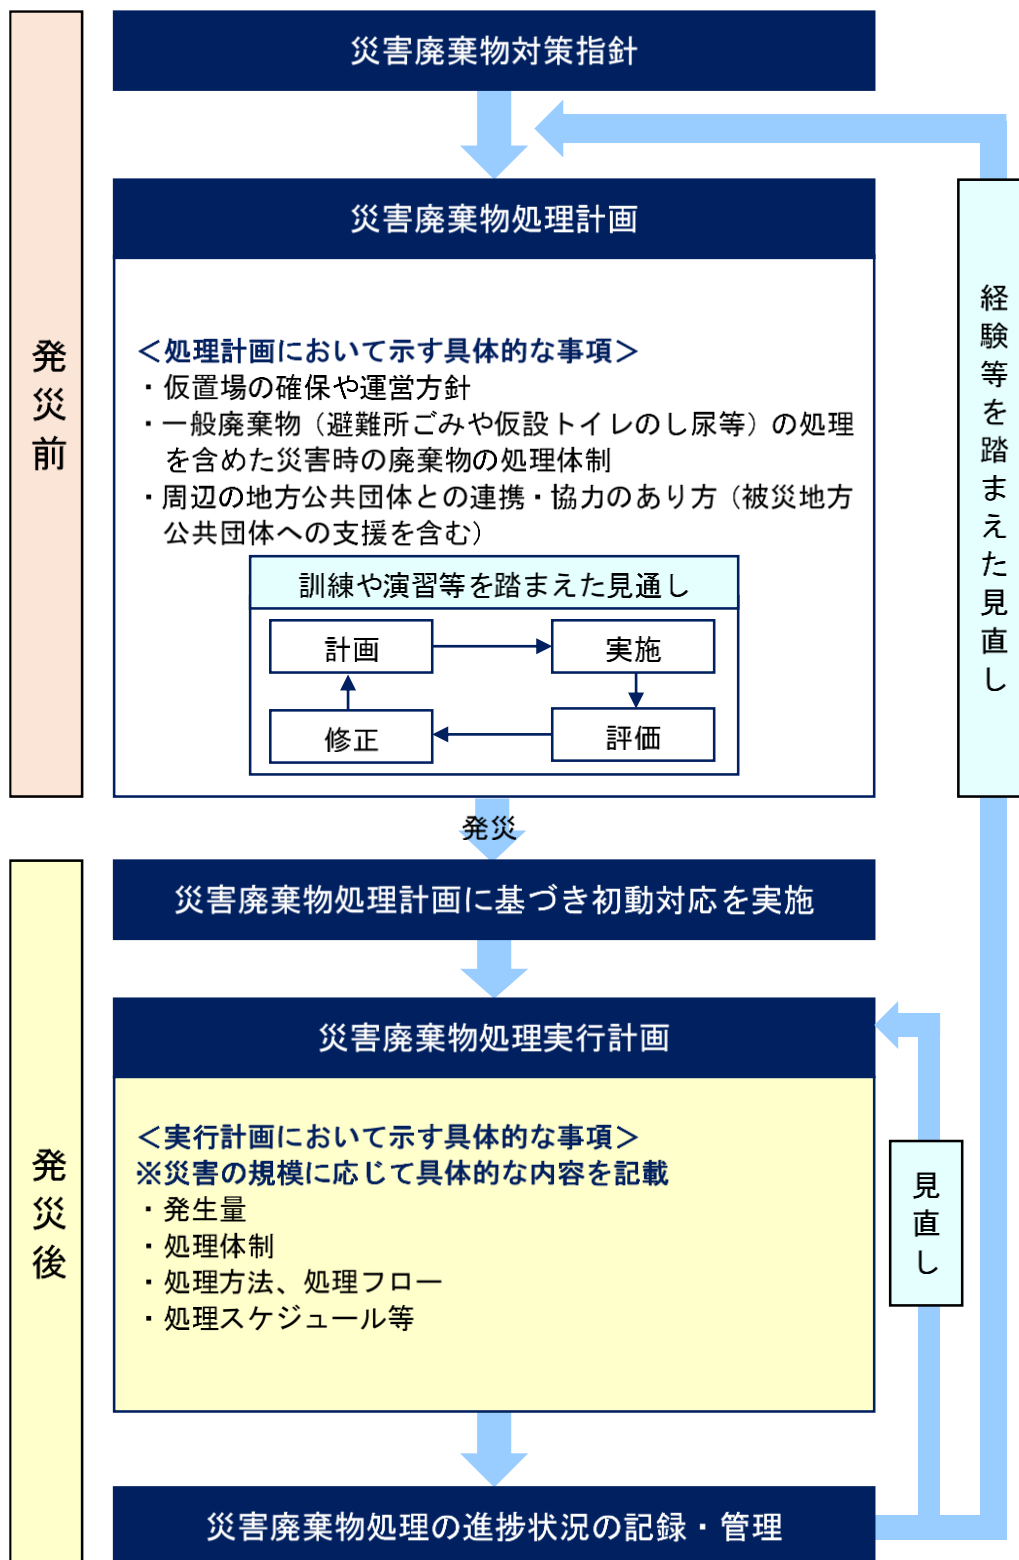 災害廃棄物対策指針
発災前
災害廃棄物処理計画
＜処理計画において示す具体的な事項＞
・仮置場の確保や運営方針
・一般廃棄物（避難所ごみや仮設トイレのし尿等）の処理
を含めた災害時の廃棄物の処理体制
・周辺の地方公共団体との連携・協力のあり方（被災地方
公共団体への支援を含む）
訓練や演習等を踏まえた見通し
計画
実施
修正
評価
経験等を踏まえた見直し
発災
発災後
災害廃棄物処理計画に基づき初動対応を実施
災害廃棄物処理実行計画
＜実行計画において示す具体的な事項＞
※災害の規模に応じて具体的な内容を記載
・発生量
・処理体制
・処理方法、処理フロー
・処理スケジュール等
見直し
災害廃棄物処理の進捗状況の記録・管理